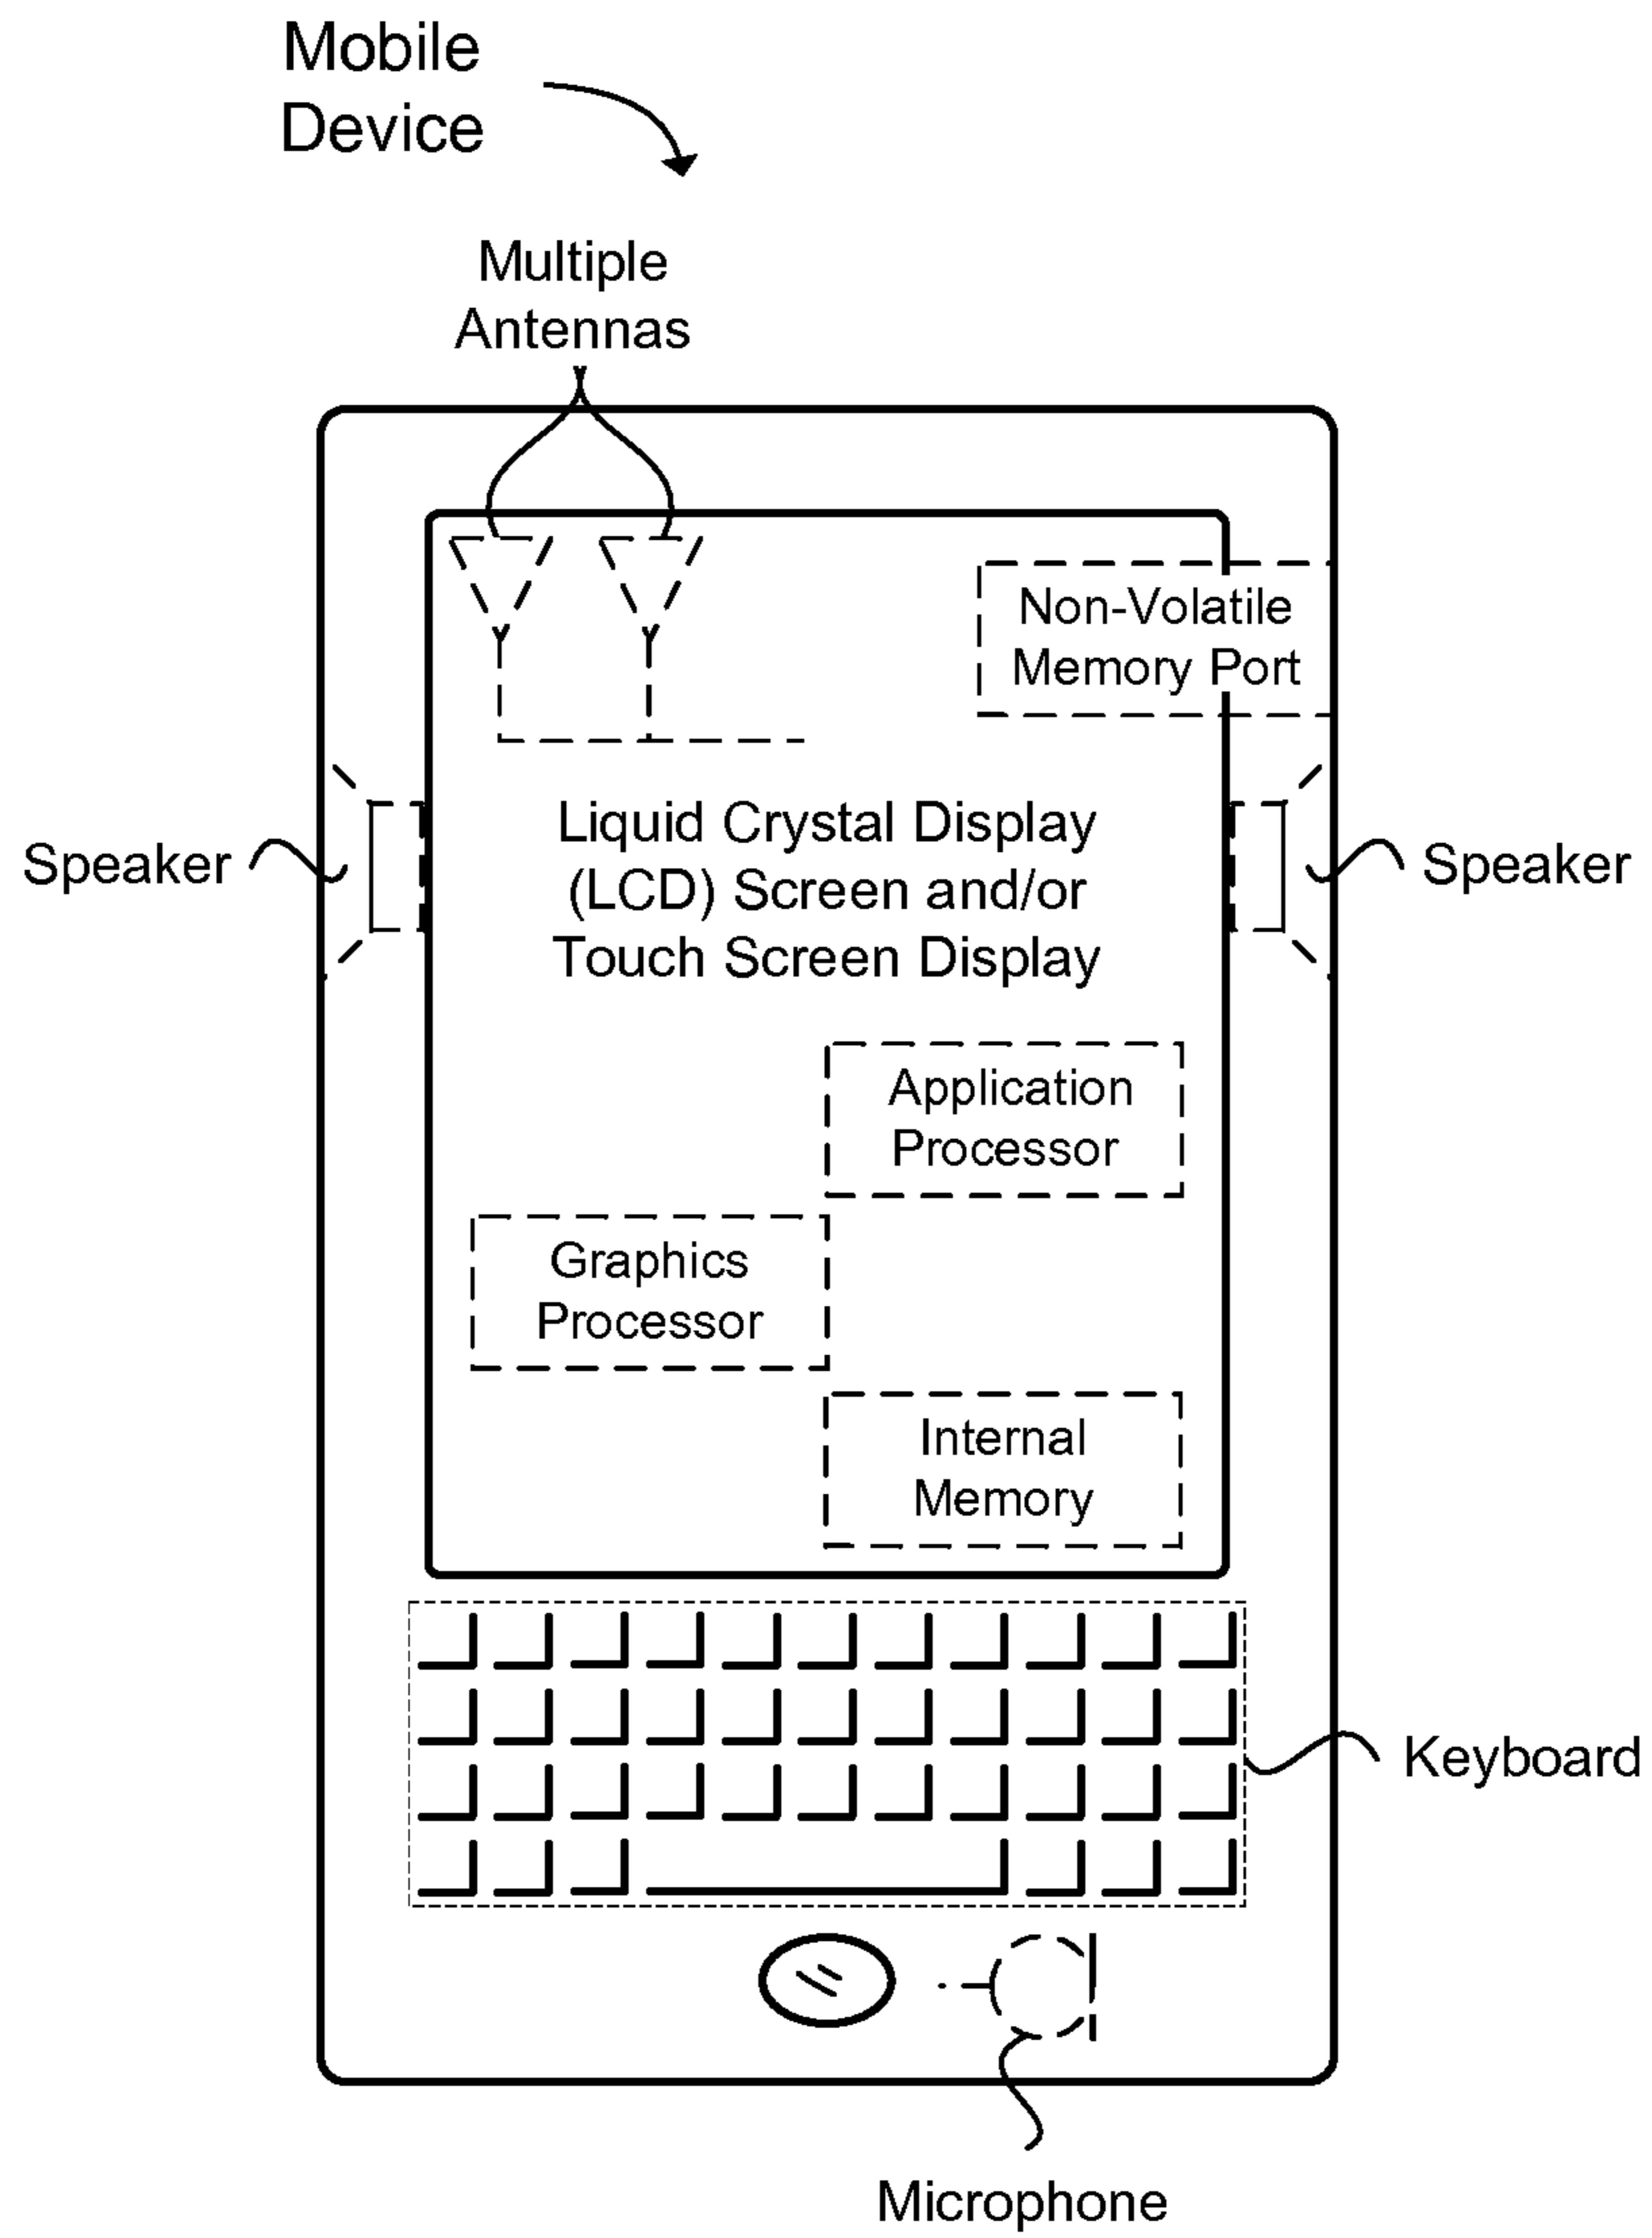 Mobile
Device
Multiple
Antennas
Non-Volatile
Memory Port
Speaker
Liquid Crystal Display
(LCD) Screen and/or
Touch Screen Display
Speaker
Application
Processor
Graphics
Processor
Internal
Memory
Keyboard
Microphone